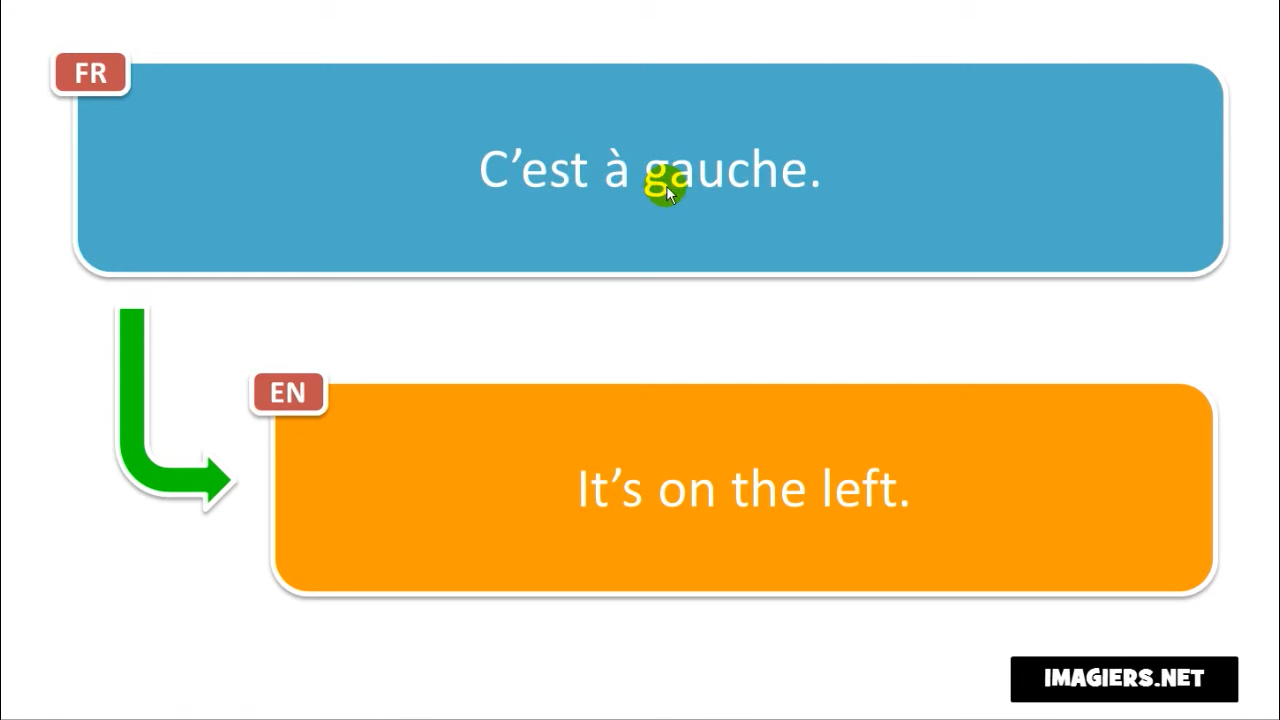 FR
C’est à gauche.
EN
It’s on the left.
IMAGIERS.NET